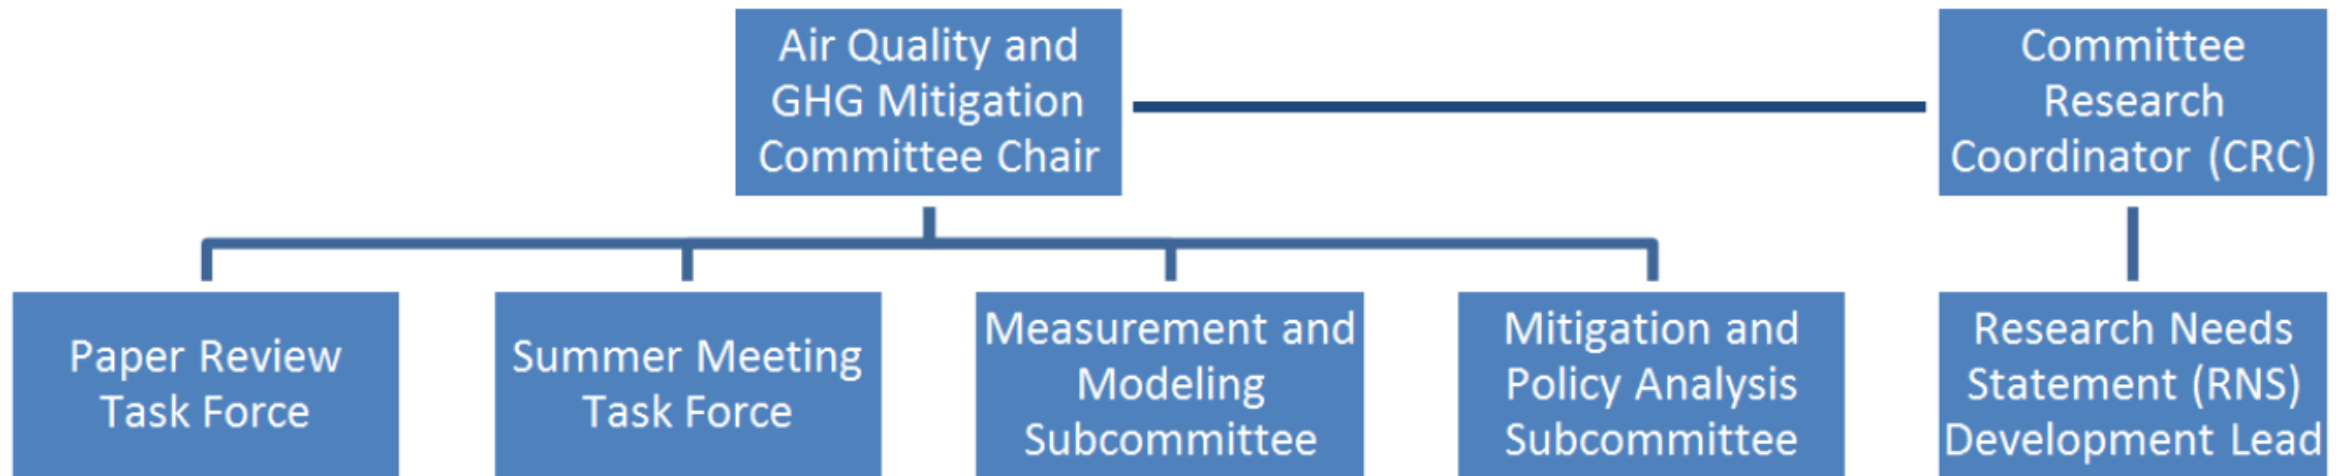 Air Quality and
GHG Mitigation
Committee Chair
Committee
Research
Coordinator (CRC)
Paper Review
Task Force
Summer Meeting
Task Force
Measurement and
Modeling
Subcommittee
Mitigation and
Policy Analysis
Subcommittee
Research Needs
Statement (RNS)
Development Lead